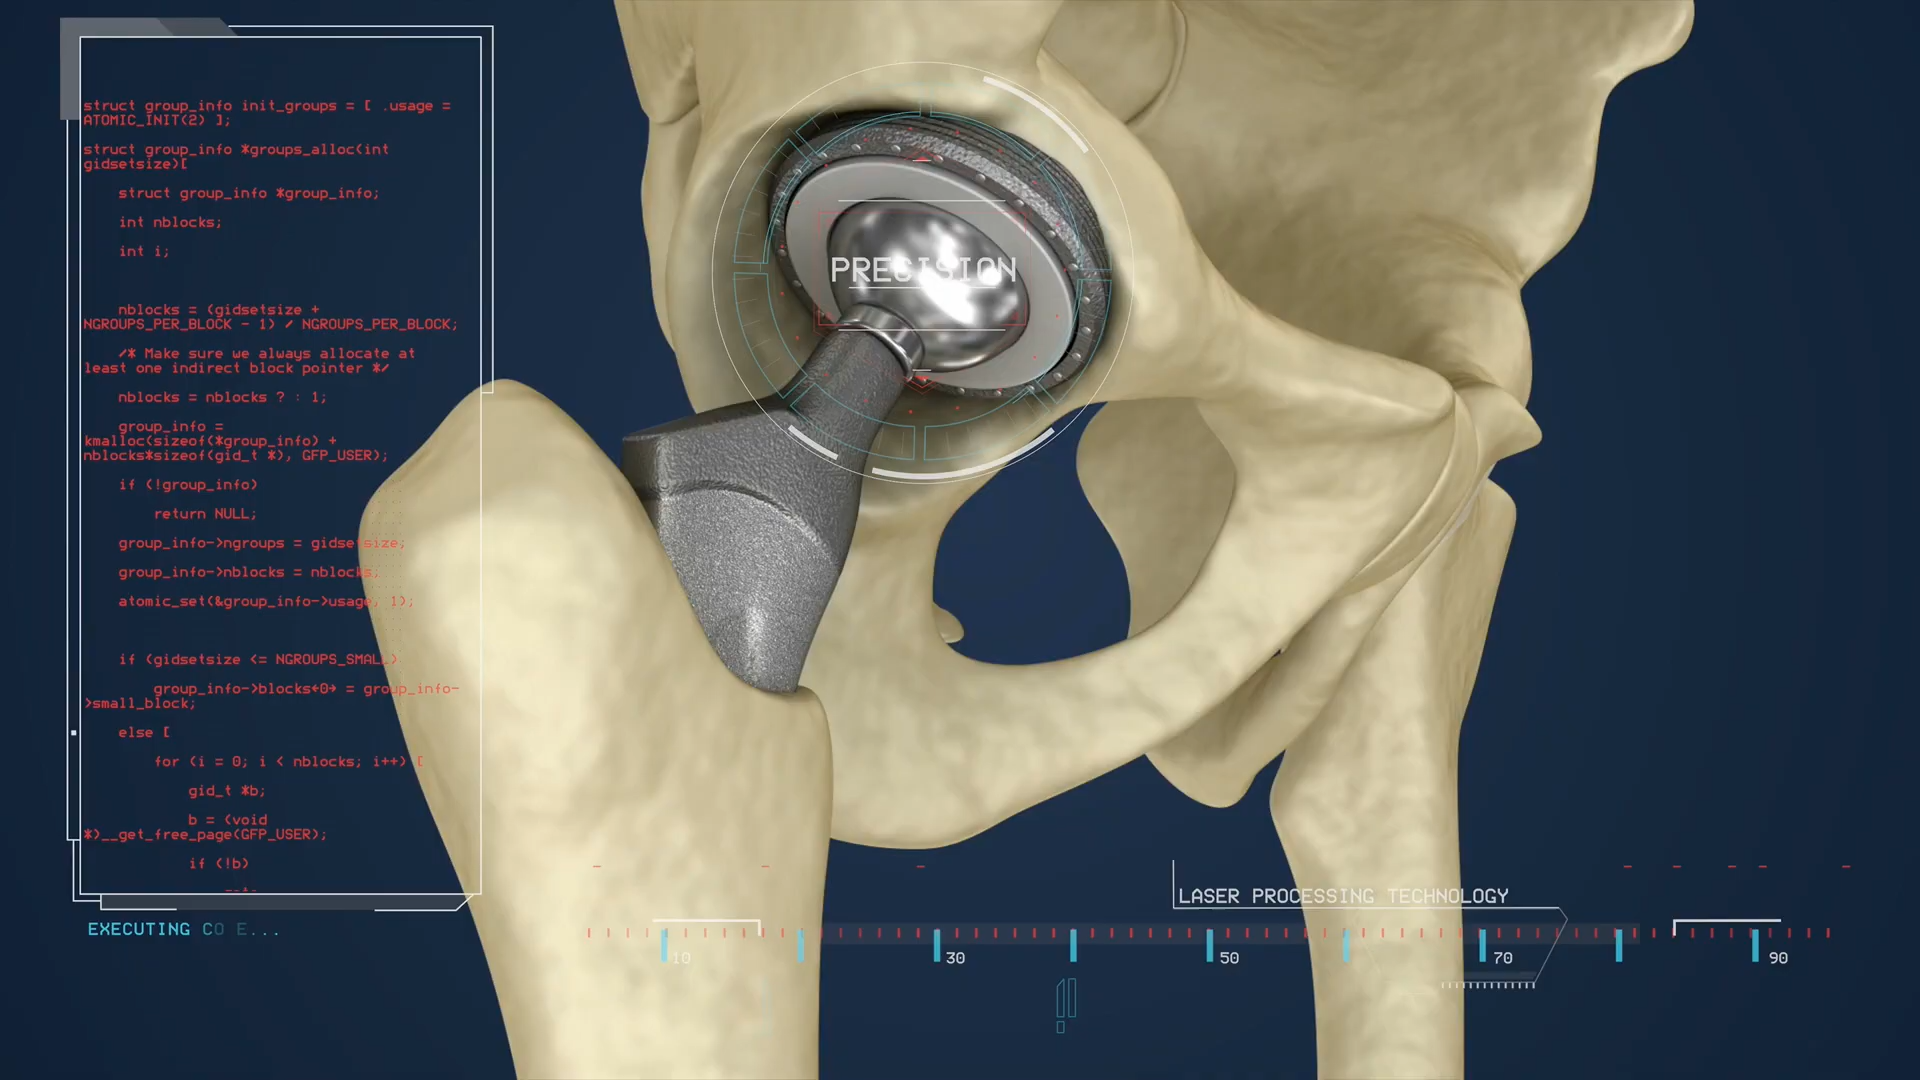 struct group_info init_groups = [ .usage =
ATOMIC_INIT(2) ];
struct group_info *groups_alloc(int
gidsetsize)[
struct group_info *group_info;
int nblocks;
int i;
nblocks = (gidsetsize +
NGROUPS_PER_BLOCK - 1) / NGROUPS_PER_BLOCK;
/* Make sure we always allocate at
least one indirect block pointer */
nblocks = nblocks ? : 1;
group_info =
kmalloc(sizeof(*group_info) +
nblocks*sizeof(gid_t *), GFP_USER);
if (!group_info)
return NULL;
group_info->ngroups = gidsetsize;
group_info->nblocks = nblocks;
atomic_set(&group_info->usage, 1);
if (gidsetsize <= NGROUPS_SMALL)
group_info->blocks←0→ = group_info-
>small_block;
else [
for (i = 0; i < nblocks; i++) [
gid_t *b;
b = (void
*)__get_free_page(GFP_USER);
if (!b)
EXECUTING CO E...
PRECISION
LASER PROCESSING TECHNOLOGY
10 30 50 70 90